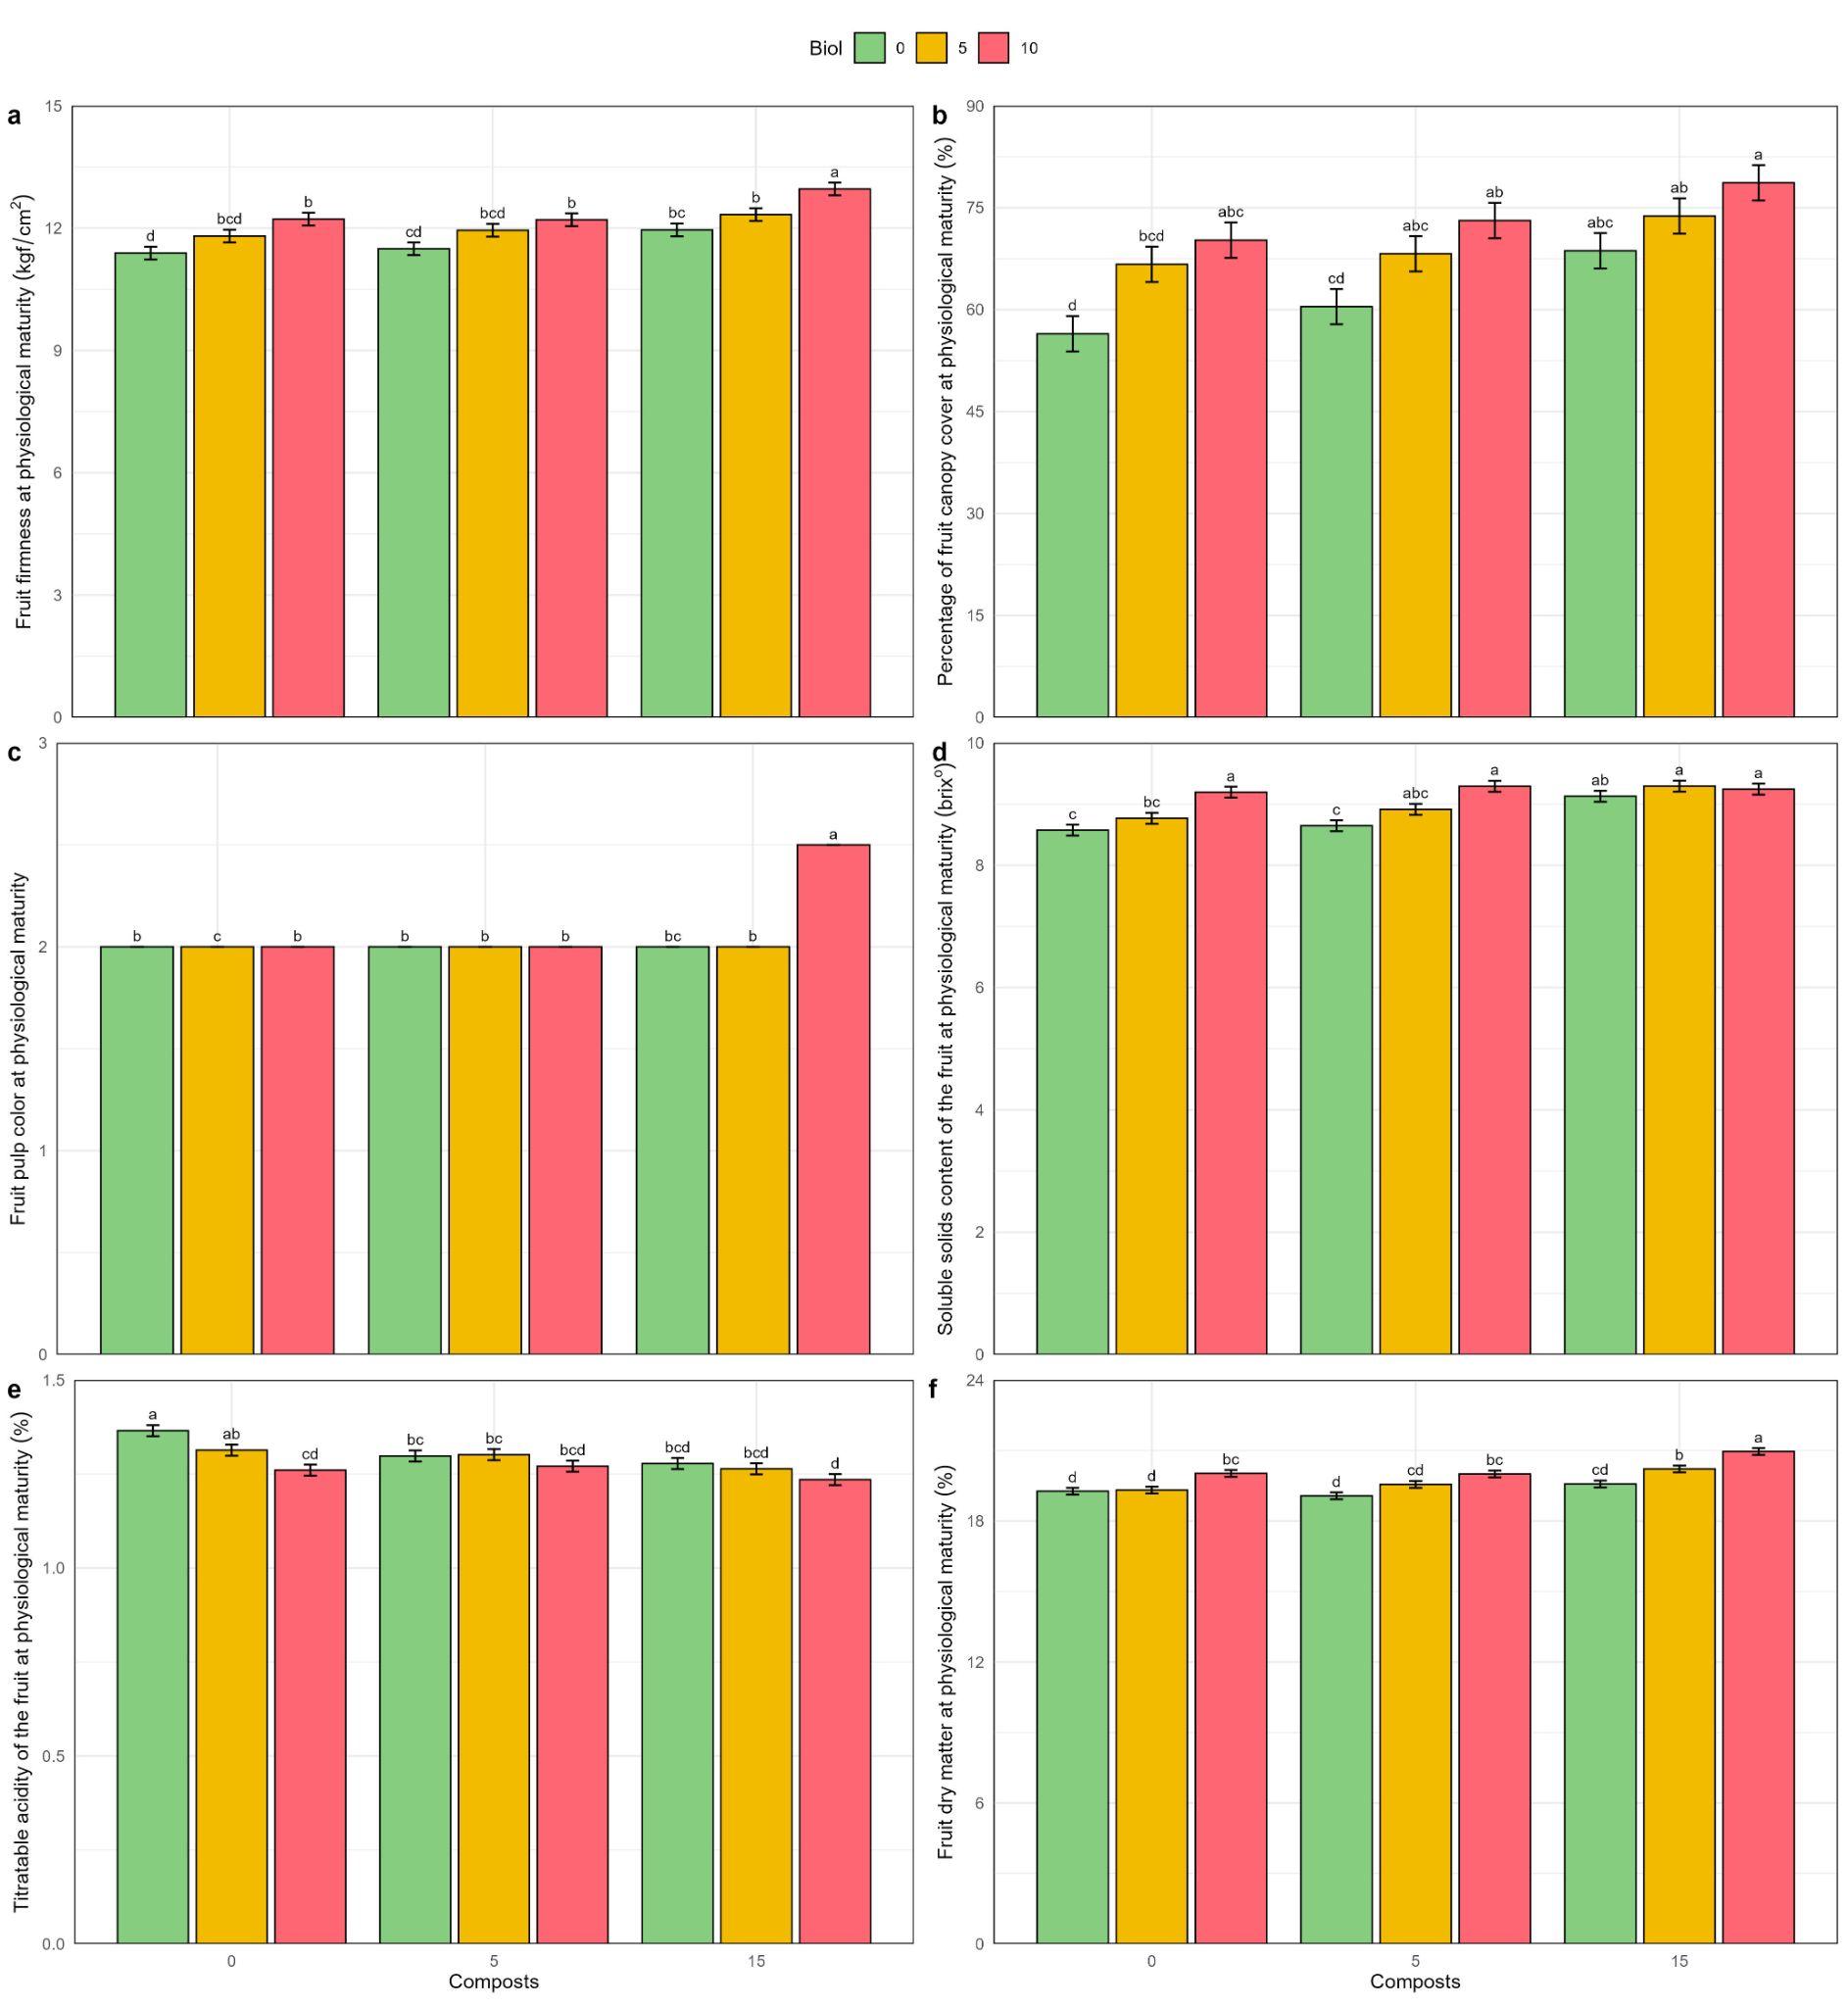 Biol 0 5 10
a
Fruit firmness at physiological maturity (kgf/cm²)
15
12
9
6
3
0
d bcd b cd bcd b bc b a
b
Percentage of fruit canopy cover at physiological maturity (%)
90
75
60
45
30
15
0
d bcd abc cd abc ab abc ab a
c
Fruit pulp color at physiological maturity
3
2
1
0
b c b b b b bc b a
d
Soluble solids content of the fruit at physiological maturity (brixº)
10
8
6
4
2
0
c bc a c abc a ab a a
e
Titratable acidity of the fruit at physiological maturity (%)
1.5
1.0
0.5
0.0
a ab cd bc bc bcd bcd bcd d
0 5 15
Composts
f
Fruit dry matter at physiological maturity (%)
24
18
12
6
0
d d bc d cd bc cd b a
0 5 15
Composts